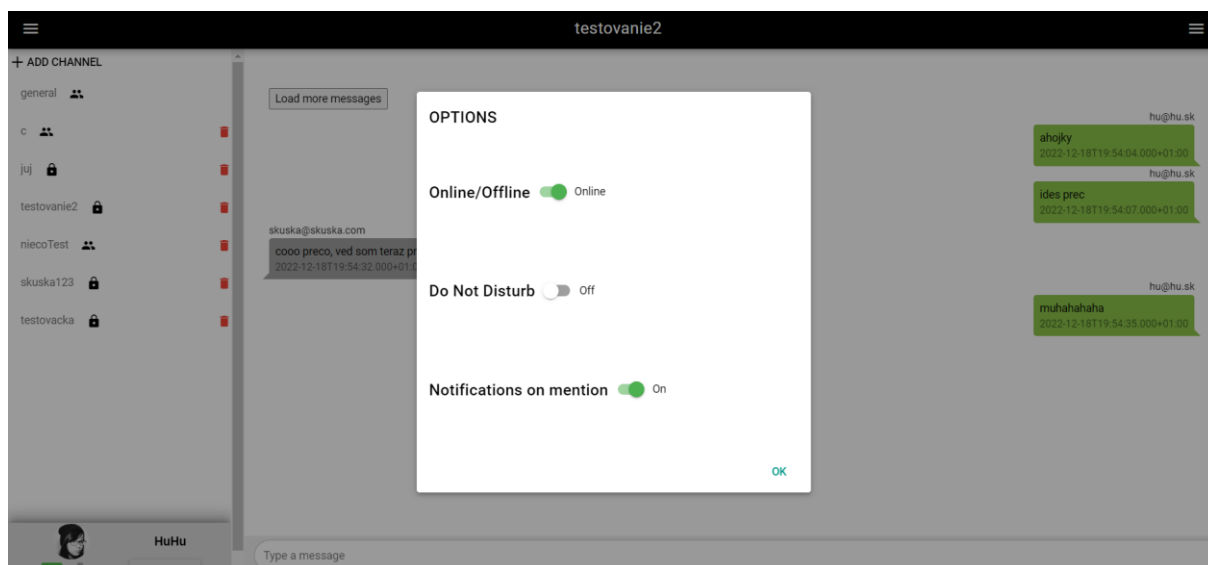 testovanie2
ADD CHANNEL
general
c
juj
testovanie2
niecoTest
skuska123
testovacka
HuHu
Load more messages
hu@hu.sk
ahojky
2022-12-18T19:54:04.000+01:00
hu@hu.sk
ides prec
2022-12-18T19:54:07.000+01:00
skuska@skuska.com
cooo preco, ved som teraz
2022-12-18T19:54:32.000+01:
hu@hu.sk
muhahahaha
2022-12-18T19:54:35.000+01:00
Type a message
OPTIONS
Online/Offline Online
Do Not Disturb Off
Notifications on mention On
OK